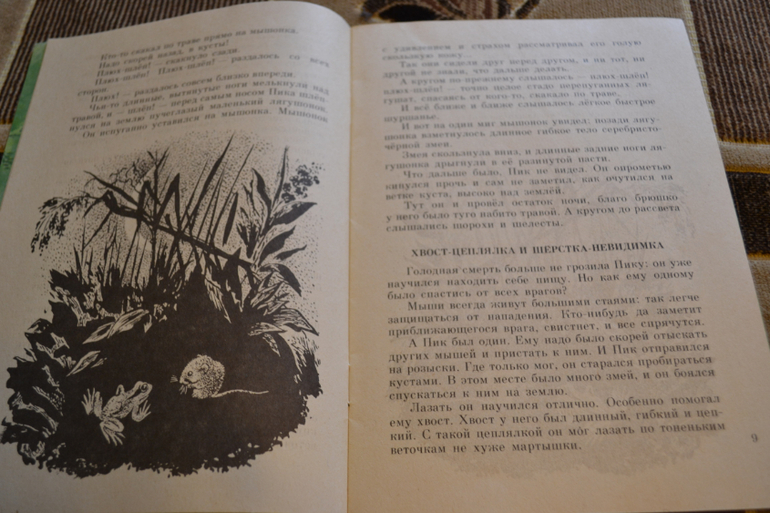 Кто-то скакал по траве прямо на мышонка.
Надо скорей назад, в кусты!
Плюх-шлёп! — скакнуло сзади.
Плюх-шлёп! Плюх-шлёп! — раздалось со всех
сторон.
Плюх! — раздалось совсем близко впереди.
Чьи-то длинные, вытянутые ноги мелькнули над
травой, и — шлёп! — перед самым носом Пика шлёп-
нулся на землю пучеглазый маленький лягушонок.
Он испуганно уставился на мышонка. Мышонок
с удивлением и страхом рассматривал его голую
скользкую кожу...
Так они сидели друг перед другом, и ни тот, ни
другой не знали, что дальше делать.
А кругом по-прежнему слышалось — плюх-шлёп!
плюх-шлёп! — точно целое стадо перепуганных ля-
гушат, спасаясь от кого-то, скакало по траве.
И всё ближе и ближе слышалось лёгкое быстрое
шуршанье.
И вот на один миг мышонок увидел: позади лягу-
шонка взметнулось длинное гибкое тело серебристо-
чёрной змеи.
Змея скользнула вниз, и длинные задние ноги ля-
гушонка дрыгнули в её разинутой пасти.
Что дальше было, Пик не видел. Он опрометью
кинулся прочь и сам не заметил, как очутился на
ветке куста, высоко над землёй.
Тут он и провёл остаток ночи, благо брюшко
у него было туго набито травой. А кругом до рассвета
слышались шорохи и шелесты.
ХВОСТ-ЦЕПЛЯЛКА И ШЕРСТКА-НЕВИДИМКА
Голодная смерть больше не грозила Пику: он уже
научился находить себе пищу. Но как ему одному
было спастись от всех врагов?
Мыши всегда живут большими стаями: так легче
защищаться от нападения. Кто-нибудь да заметит
приближающегося врага, свистнет, и все спрячутся.
А Пик был один. Ему надо было скорей отыскать
других мышей и пристать к ним. И Пик отправился
на розыски. Где только мог, он старался пробираться
кустами. В этом месте было много змей, и он боялся
спускаться к ним на землю.
Лазать он научился отлично. Особенно помогал
ему хвост. Хвост у него был длинный, гибкий и цеп-
кий. С такой цеплялкой он мог лазать по тоненьким
веточкам не хуже мартышки.
9